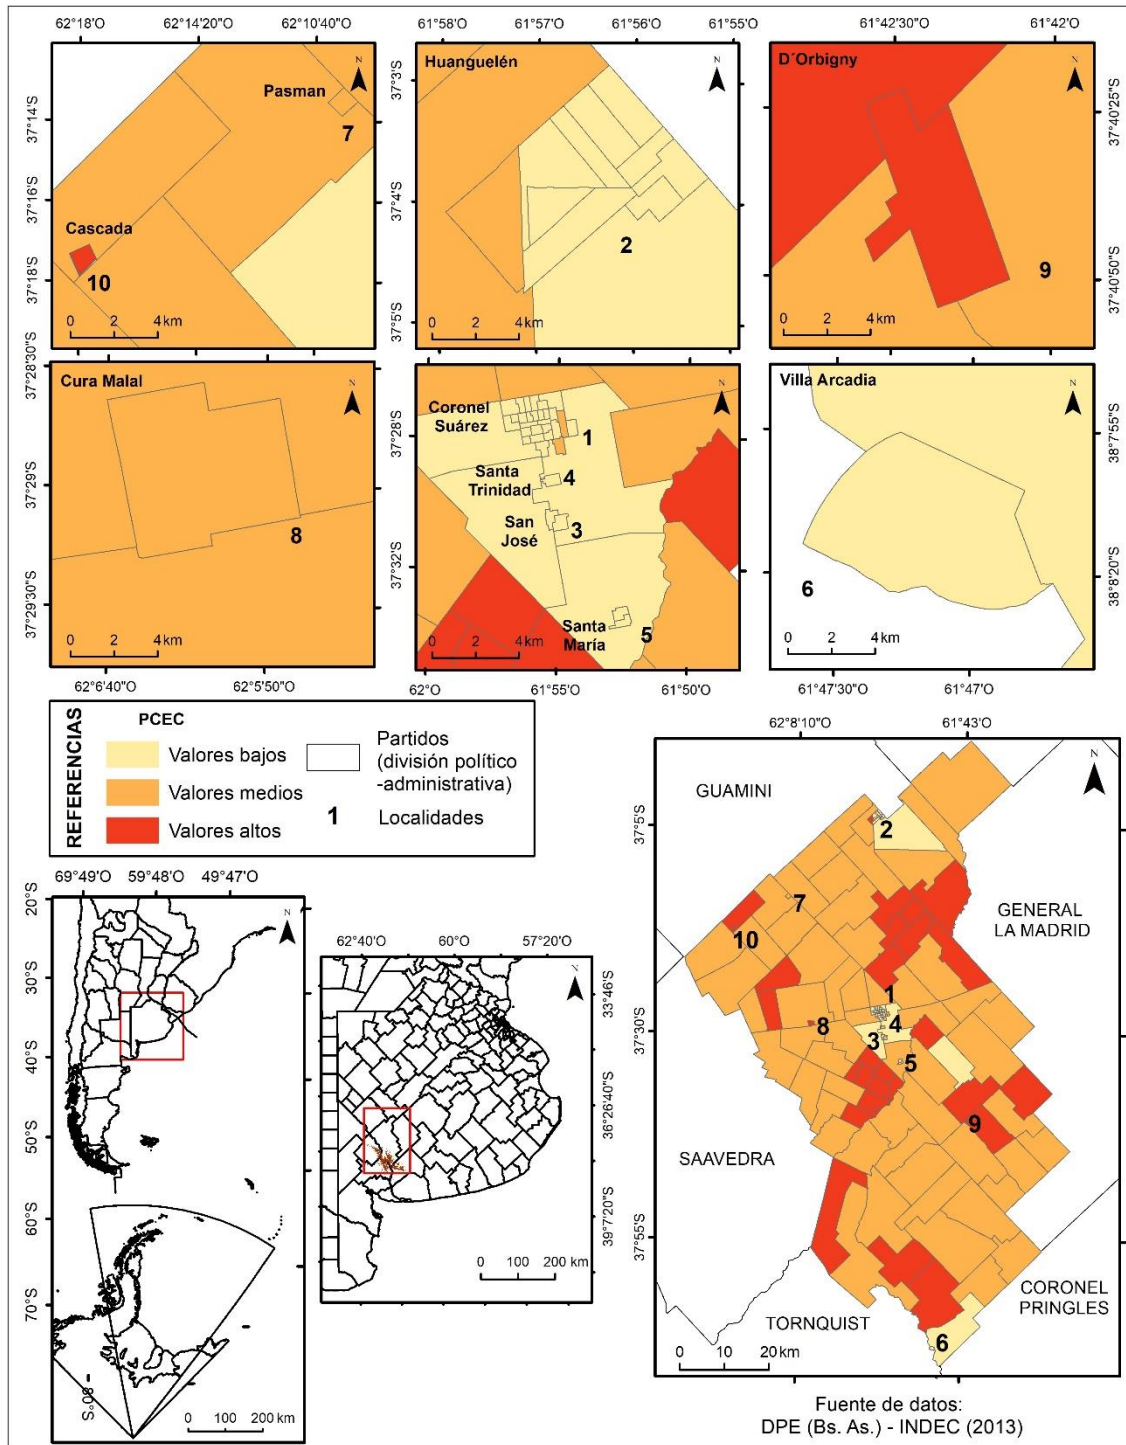 62°18'O
62°14'20"O
62°10'40"O
61°58'O
61°57'O
61°56'O
61°55'O
61°42'30"O
61°42'O
Pasman
N
7
Cascada
10
0 2 4 km
37°14'S
37°16'S
37°18'S
Huanguelén
N
2
0 2 4 km
37°3'S
37°4'S
37°5'S
D´Orbigny
N
9
0 2 4 km
37°40'25"S
37°40'50"S
Cura Malal
N
8
0 2 4 km
37°28'30"S
37°29'S
37°29'30"S
62°6'40"O
62°5'50"O
Coronel
Suárez
N
1
Santa
Trinidad
4
San
José
3
Santa
María
5
0 2 4 km
37°28'S
37°32'S
62°O
61°55'O
61°50'O
Villa Arcadia
N
6
0 2 4 km
38°7'55"S
38°8'20"S
61°47'30"O
61°47'O
REFERENCIAS
PCEC
Valores bajos
Valores medios
Valores altos
Partidos
(división político
-administrativa)
1 Localidades
69°49'O
59°48'O
49°47'O
20°S
30°S
40°S
50°S
60°S
70°S
80°S
N
0 100 200 km
62°40'O
60°O
57°20'O
N
33°46'S
36°26'40"S
39°7'20"S
0 100 200 km
62°8'10"O
61°43'O
N
GUAMINI
2
37°5'S
7
10
GENERAL
LA MADRID
1
37°30'S
8
4
3
5
9
SAAVEDRA
37°55'S
CORONEL
PRINGLES
TORNQUIST
6
0 10 20 km
Fuente de datos:
DPE (Bs. As.) - INDEC (2013)